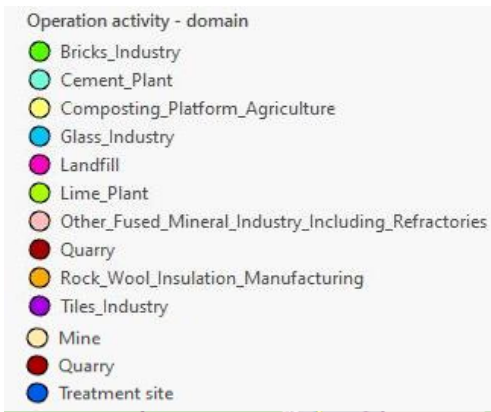 Operation activity - domain
Bricks_Industry
Cement_Plant
Composting_Platform_Agriculture
Glass_Industry
Landfill
Lime_Plant
Other_Fused_Mineral_Industry_Including_Refractories
Quarry
Rock_Wool_Insulation_Manufacturing
Tiles_Industry
Mine
Quarry
Treatment site